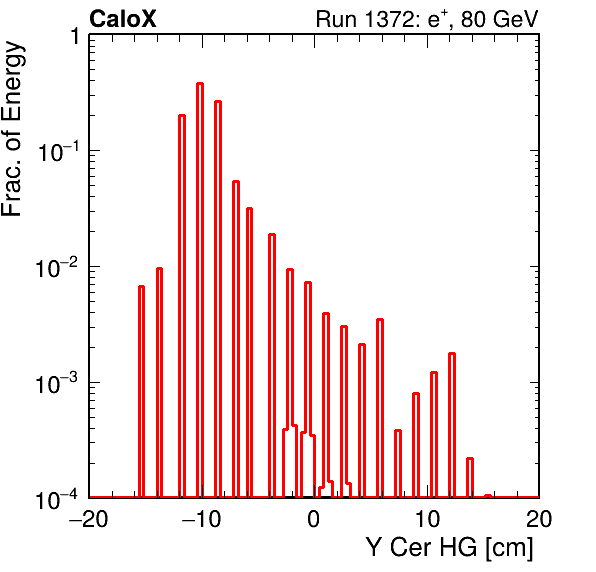 CaloX Run 1372: e⁺, 80 GeV
Frac. of Energy
1
10⁻¹
10⁻²
10⁻³
10⁻⁴
−20 −10 0 10 20
Y Cer HG [cm]